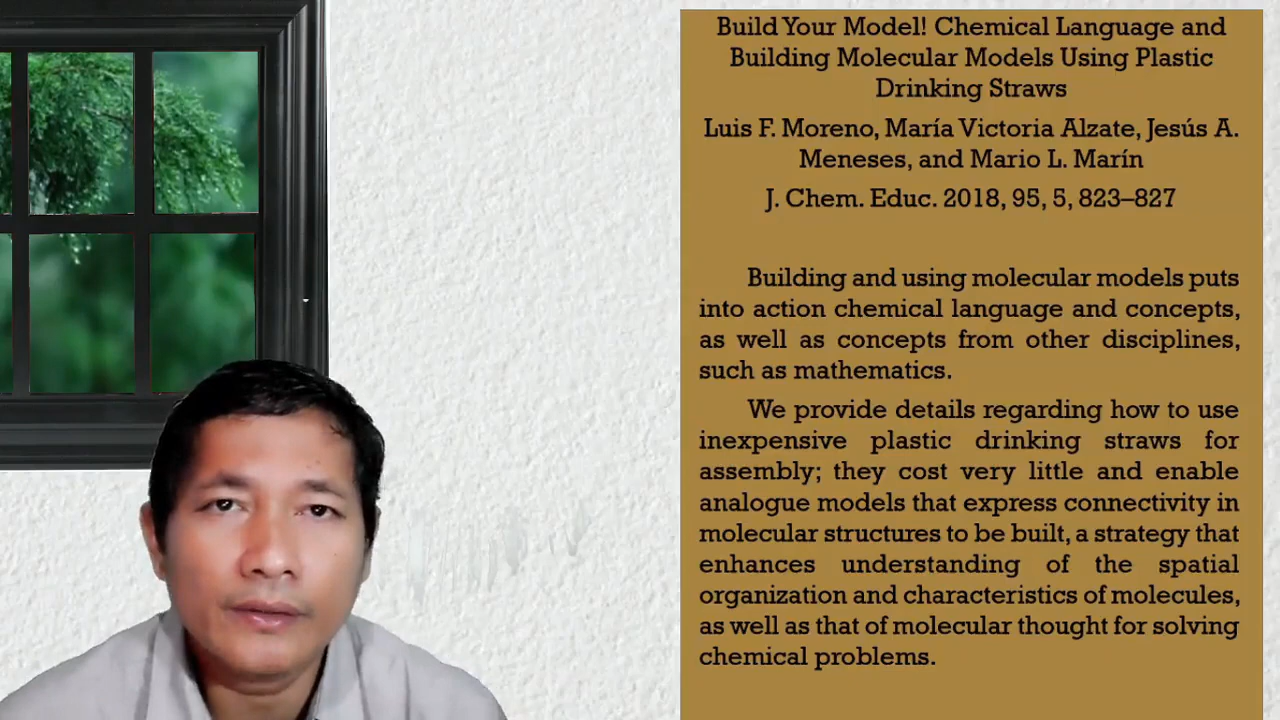 Build Your Model! Chemical Language and
Building Molecular Models Using Plastic
Drinking Straws
Luis F. Moreno, María Victoria Alzate, Jesús A.
Meneses, and Mario L. Marín
J. Chem. Educ. 2018, 95, 5, 823–827
Building and using molecular models puts
into action chemical language and concepts,
as well as concepts from other disciplines,
such as mathematics.
We provide details regarding how to use
inexpensive plastic drinking straws for
assembly; they cost very little and enable
analogue models that express connectivity in
molecular structures to be built, a strategy that
enhances understanding of the spatial
organization and characteristics of molecules,
as well as that of molecular thought for solving
chemical problems.